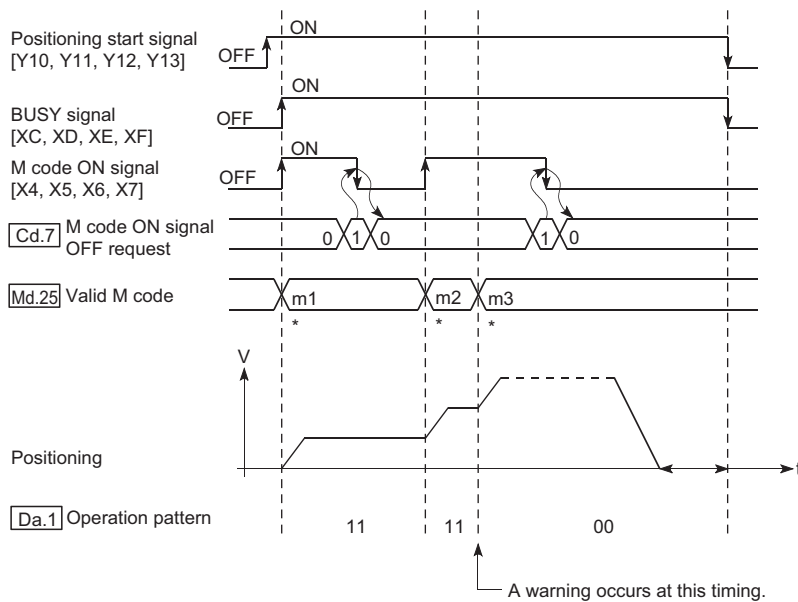 Positioning start signal
[Y10, Y11, Y12, Y13]
OFF
ON
BUSY signal
[XC, XD, XE, XF]
OFF
ON
M code ON signal
[X4, X5, X6, X7]
OFF
ON
Cd.7 M code ON signal
OFF request
0 1 0 1 0
Md.25 Valid M code
m1 m2 m3
* * *
V
Positioning
t
Da.1 Operation pattern
11 11 00
A warning occurs at this timing.